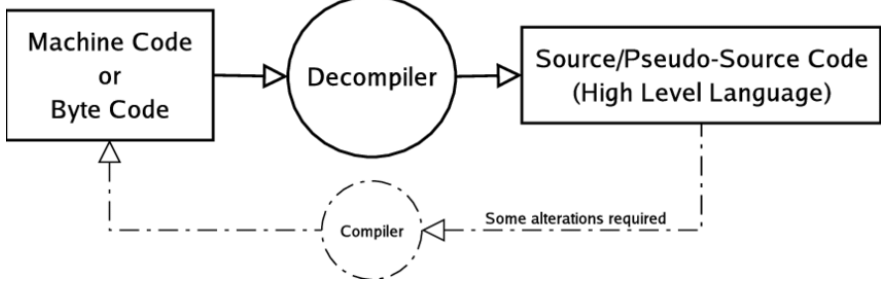 Machine Code
or
Byte Code
Decompiler
Source/Pseudo-Source Code
(High Level Language)
Some alterations required
Compiler